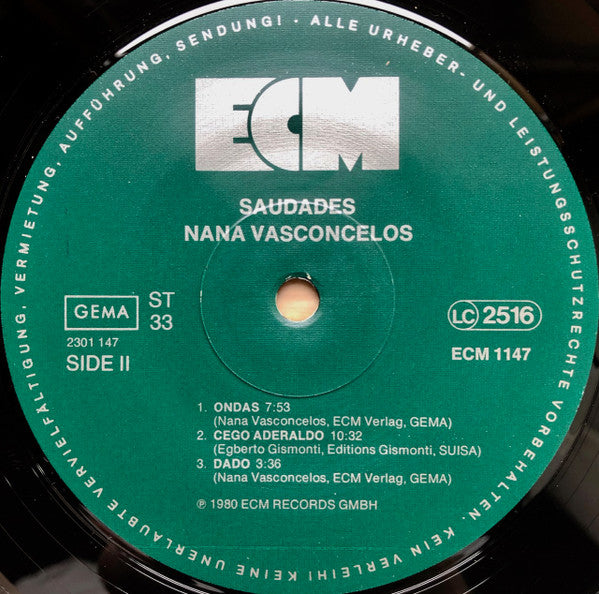 ALLE URHEBER- UND LEISTUNGSSCHUTZRECHTE VORBEHALTEN. KEIN VERLEIH! KEINE UNERLAUBTE VERVIELFÄLTIGUNG, VERMIETUNG, AUFFÜHRUNG, SENDUNG! ·
ECM
SAUDADES
NANA VASCONCELOS
GEMA
ST
33
2301 147
SIDE II
LC 2516
ECM 1147
1. ONDAS 7:53
(Nana Vasconcelos, ECM Verlag, GEMA)
2. CEGO ADERALDO 10:32
(Egberto Gismonti, Editions Gismonti, SUISA)
3. DADO 3:36
(Nana Vasconcelos, ECM Verlag, GEMA)
℗ 1980 ECM RECORDS GMBH